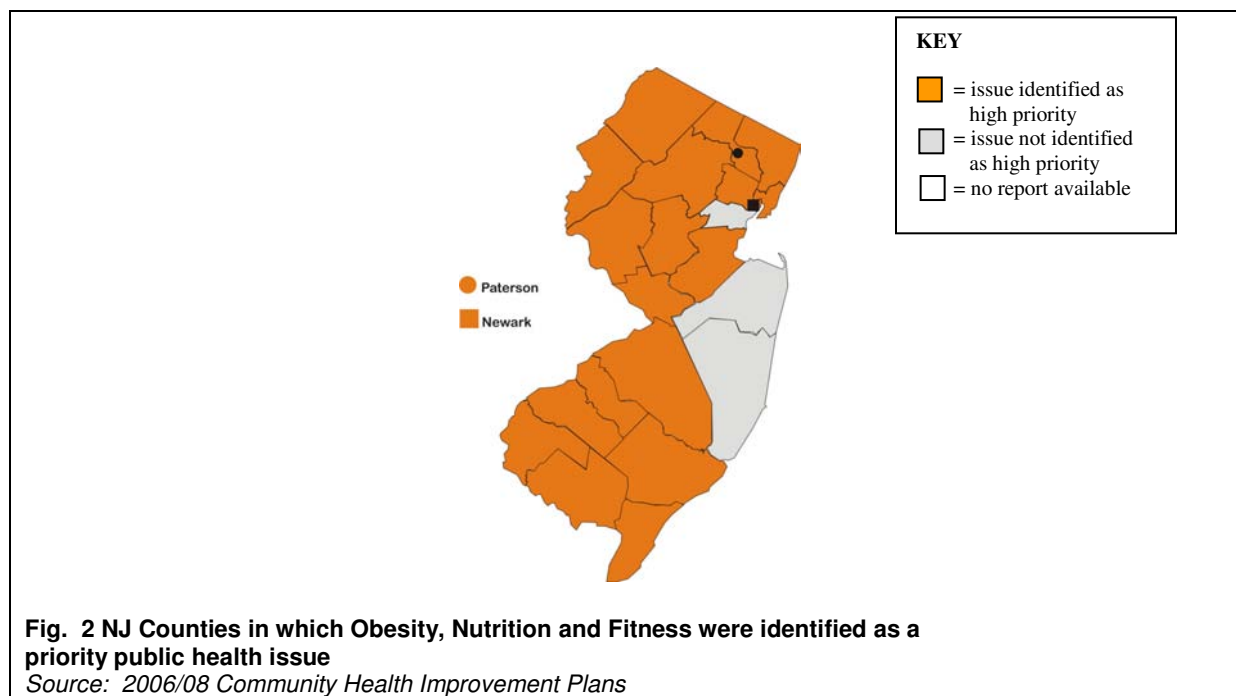 KEY
= issue identified as
high priority
= issue not identified
as high priority
= no report available
Paterson
Newark
Fig. 2 NJ Counties in which Obesity, Nutrition and Fitness were identified as a
priority public health issue
Source: 2006/08 Community Health Improvement Plans